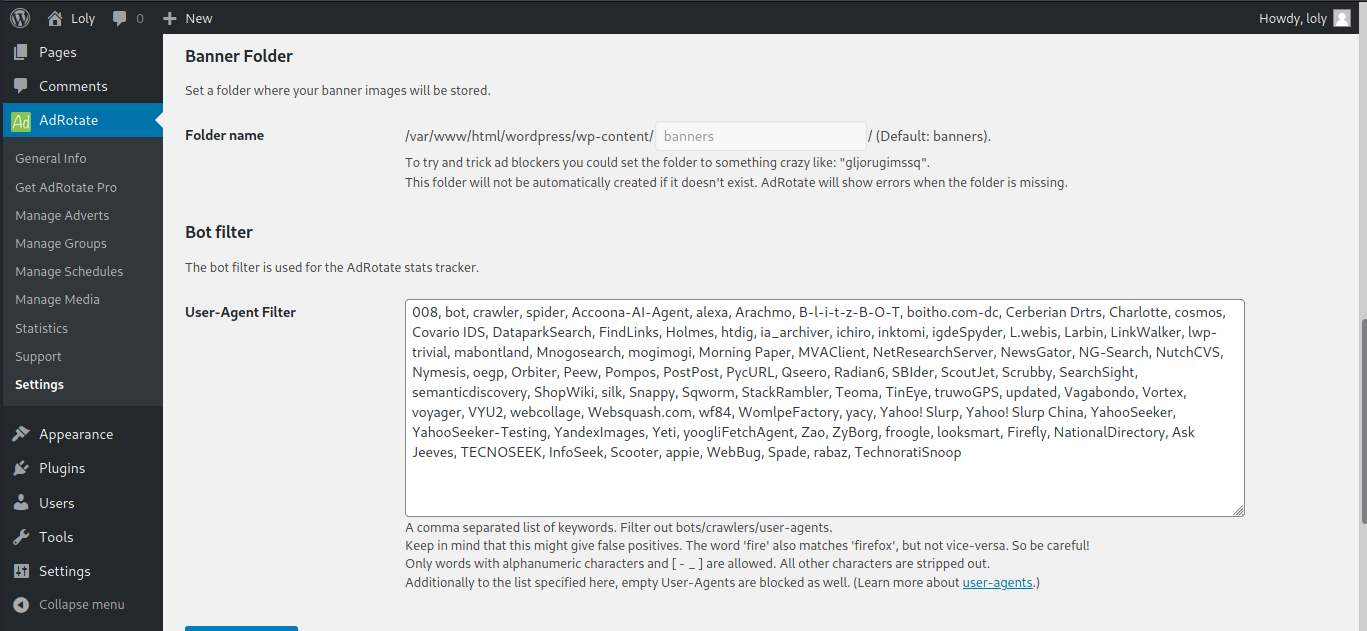 Loly 0 New Howdy, loly
Pages
Comments
AdRotate
General Info
Get AdRotate Pro
Manage Adverts
Manage Groups
Manage Schedules
Manage Media
Statistics
Support
Settings
Appearance
Plugins
Users
Tools
Settings
Collapse menu
Banner Folder
Set a folder where your banner images will be stored.
Folder name /var/www/html/wordpress/wp-content/ banners / (Default: banners).
To try and trick ad blockers you could set the folder to something crazy like: "gljorugimssq".
This folder will not be automatically created if it doesn't exist. AdRotate will show errors when the folder is missing.
Bot filter
The bot filter is used for the AdRotate stats tracker.
User-Agent Filter
008, bot, crawler, spider, Accoona-AI-Agent, alexa, Arachmo, B-l-i-t-z-B-O-T, boitho.com-dc, Cerberian Drtrs, Charlotte, cosmos,
Covario IDS, DataparkSearch, FindLinks, Holmes, htdig, ia_archiver, ichiro, inktomi, igdeSpyder, L.webis, Larbin, LinkWalker, lwp-
trivial, mabontland, Mnogosearch, mogimogi, Morning Paper, MVAClient, NetResearchServer, NewsGator, NG-Search, NutchCVS,
Nymesis, oegp, Orbiter, Peew, Pompos, PostPost, PycURL, Qseero, Radian6, SBIder, ScoutJet, Scrubby, SearchSight,
semanticdiscovery, ShopWiki, silk, Snappy, Sqworm, StackRambler, Teoma, TinEye, truwoGPS, updated, Vagabondo, Vortex,
voyager, VYU2, webcollage, Websquash.com, wf84, WomlpeFactory, yacy, Yahoo! Slurp, Yahoo! Slurp China, YahooSeeker,
YahooSeeker-Testing, YandexImages, Yeti, yoogliFetchAgent, Zao, ZyBorg, froogle, looksmart, Firefly, NationalDirectory, Ask
Jeeves, TECNOSEEK, InfoSeek, Scooter, appie, WebBug, Spade, rabaz, TechnoratiSnoop
A comma separated list of keywords. Filter out bots/crawlers/user-agents.
Keep in mind that this might give false positives. The word 'fire' also matches 'firefox', but not vice-versa. So be careful!
Only words with alphanumeric characters and [ - _ ] are allowed. All other characters are stripped out.
Additionally to the list specified here, empty User-Agents are blocked as well. (Learn more about user-agents.)